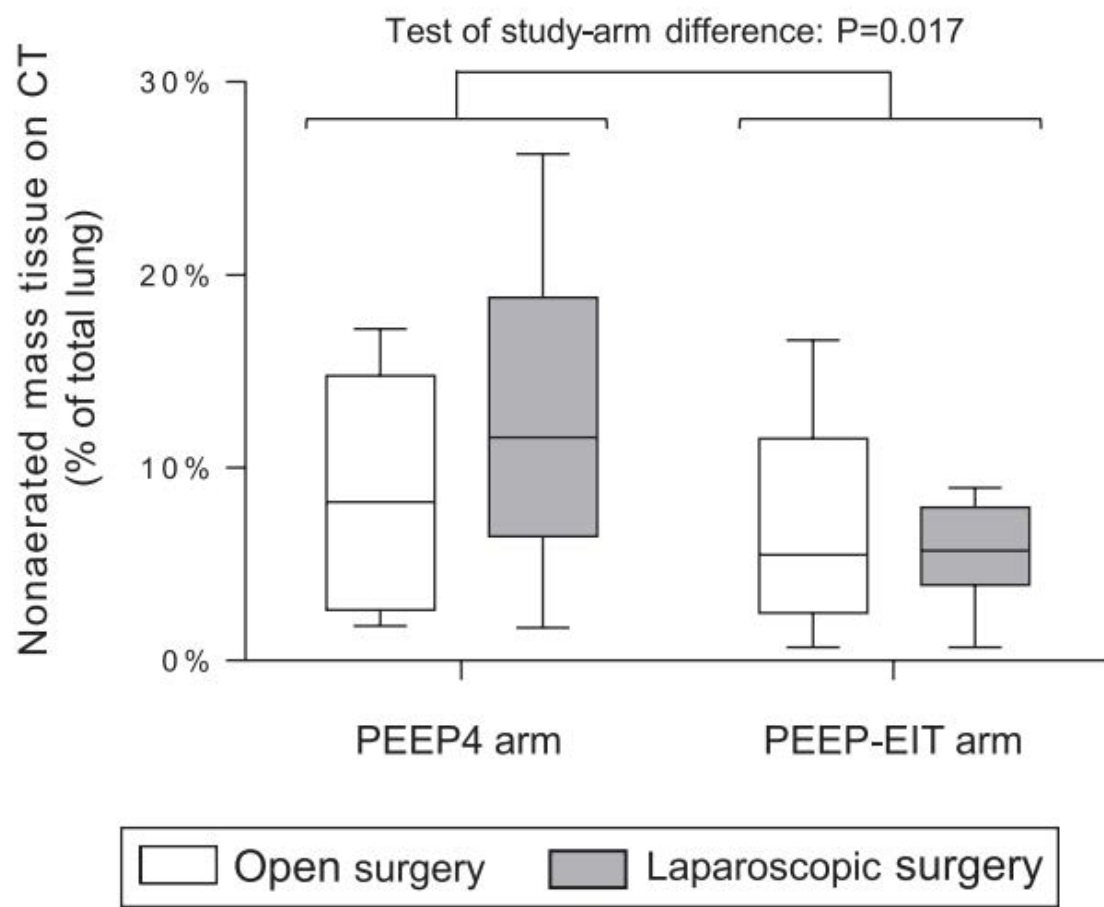 Test of study-arm difference: P=0.017
Nonaerated mass tissue on CT
(% of total lung)
30%
20%
10%
0%
PEEP4 arm
PEEP-EIT arm
Open surgery
Laparoscopic surgery